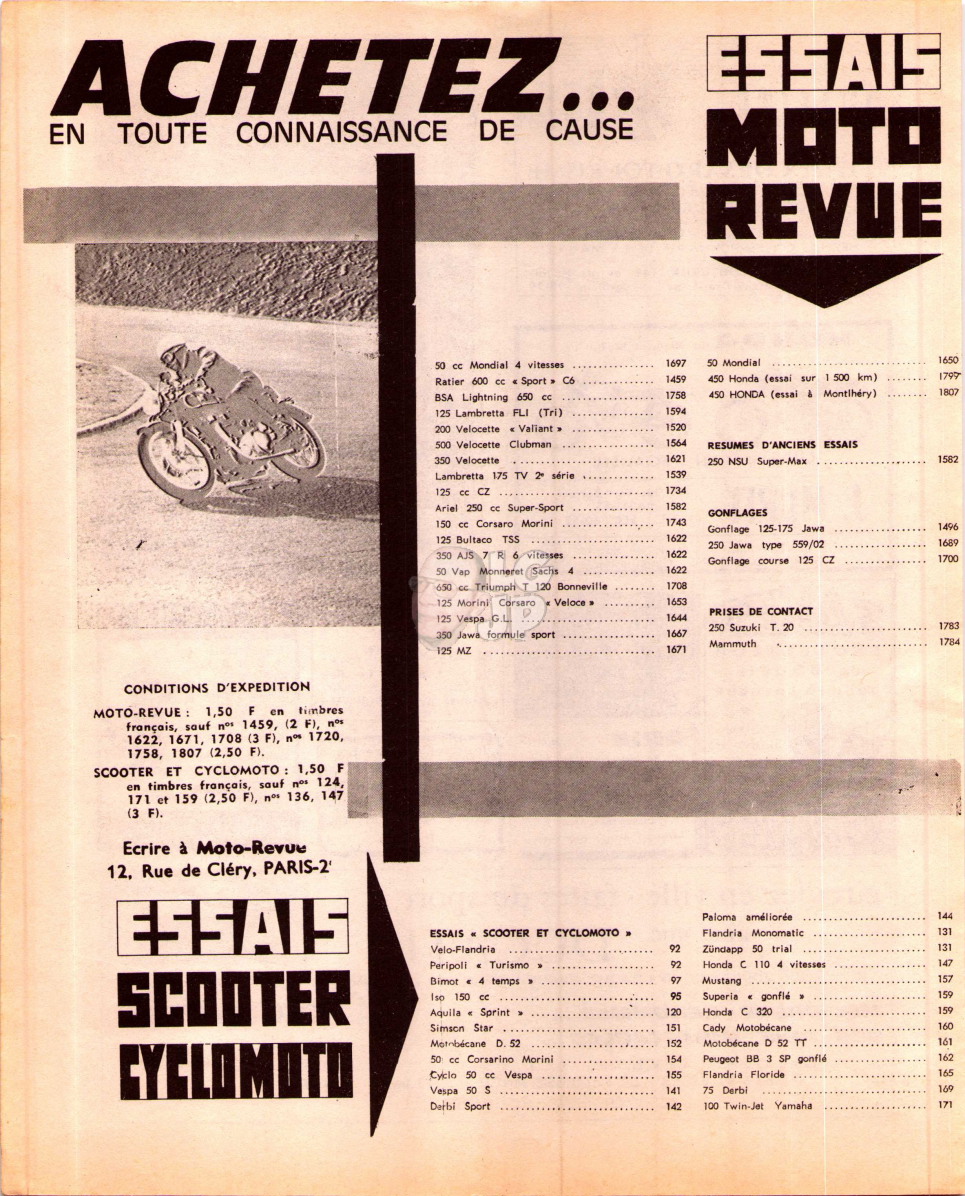 ACHETEZ...
EN TOUTE CONNAISSANCE DE CAUSE
ESSAIS
MOTO
REVUE
50 cc Mondial 4 vitesses ................ 1697
Ratier 600 cc « Sport » C6 .............. 1459
BSA Lightning 650 cc .................. 1758
125 Lambretta FLI (Tri) ................ 1594
200 Velocette « Valiant » ................ 1520
500 Velocette Clubman ................ 1564
350 Velocette ........................... 1621
Lambretta 175 TV 2e série .............. 1539
125 cc CZ .............................. 1734
Ariel 250 cc Super-Sport ................ 1582
150 cc Corsaro Morini .................. 1743
125 Bultaco TSS ........................ 1622
350 AJS 7 R 6 vitesses ................ 1622
50 Vap Monneret Sachs 4 .............. 1622
650 cc Triumph T 120 Bonneville ........ 1708
125 Morini Corsaro « Veloce » .......... 1653
125 Vespa G.L. ........................ 1644
350 Jawa formule sport ................ 1667
125 MZ ................................ 1671
50 Mondial .............................. 1650
450 Honda (essai sur 1 500 km) ........ 1797
450 HONDA (essai à Montlhéry) ........ 1807
RESUMES D'ANCIENS ESSAIS
250 NSU Super-Max .................... 1582
GONFLAGES
Gonflage 125-175 Jawa ................ 1496
250 Jawa type 559/02 ................ 1689
Gonflage course 125 CZ .............. 1700
PRISES DE CONTACT
250 Suzuki T. 20 ...................... 1783
Mammuth .......................... 1784
CONDITIONS D'EXPEDITION
MOTO-REVUE : 1,50 F en timbres
français, sauf nos 1459, (2 F), nos
1622, 1671, 1708 (3 F), nos 1720,
1758, 1807 (2,50 F).
SCOOTER ET CYCLOMOTO : 1,50 F
en timbres français, sauf nos 124,
171 et 159 (2,50 F), nos 136, 147
(3 F).
Ecrire à Moto-Revue
12, Rue de Cléry, PARIS-2e
ESSAIS
SCOOTER
CYCLOMOTO
ESSAIS « SCOOTER ET CYCLOMOTO »
Velo-Flandria .......................... 92
Peripoli « Turismo » .................... 92
Bimot « 4 temps » ...................... 97
Iso 150 cc .............................. 95
Aquila « Sprint » ........................ 120
Simson Star ............................ 151
Motobécane D. 52 ...................... 152
50 cc Corsarino Morini .................. 154
Cyclo 50 cc Vespa .................... 155
Vespa 50 S ............................ 141
Derbi Sport ............................ 142
Paloma améliorée ...................... 144
Flandria Monomatic .................... 131
Zündapp 50 trial ...................... 131
Honda C 110 4 vitesses ................ 147
Mustang .............................. 157
Superia « gonflé » .................... 159
Honda C 320 .......................... 159
Cady Motobécane ...................... 160
Motobécane D 52 TT .................. 161
Peugeot BB 3 SP gonflé ................ 162
Flandria Floride ........................ 165
75 Derbi .............................. 169
100 Twin-Jet Yamaha .................. 171